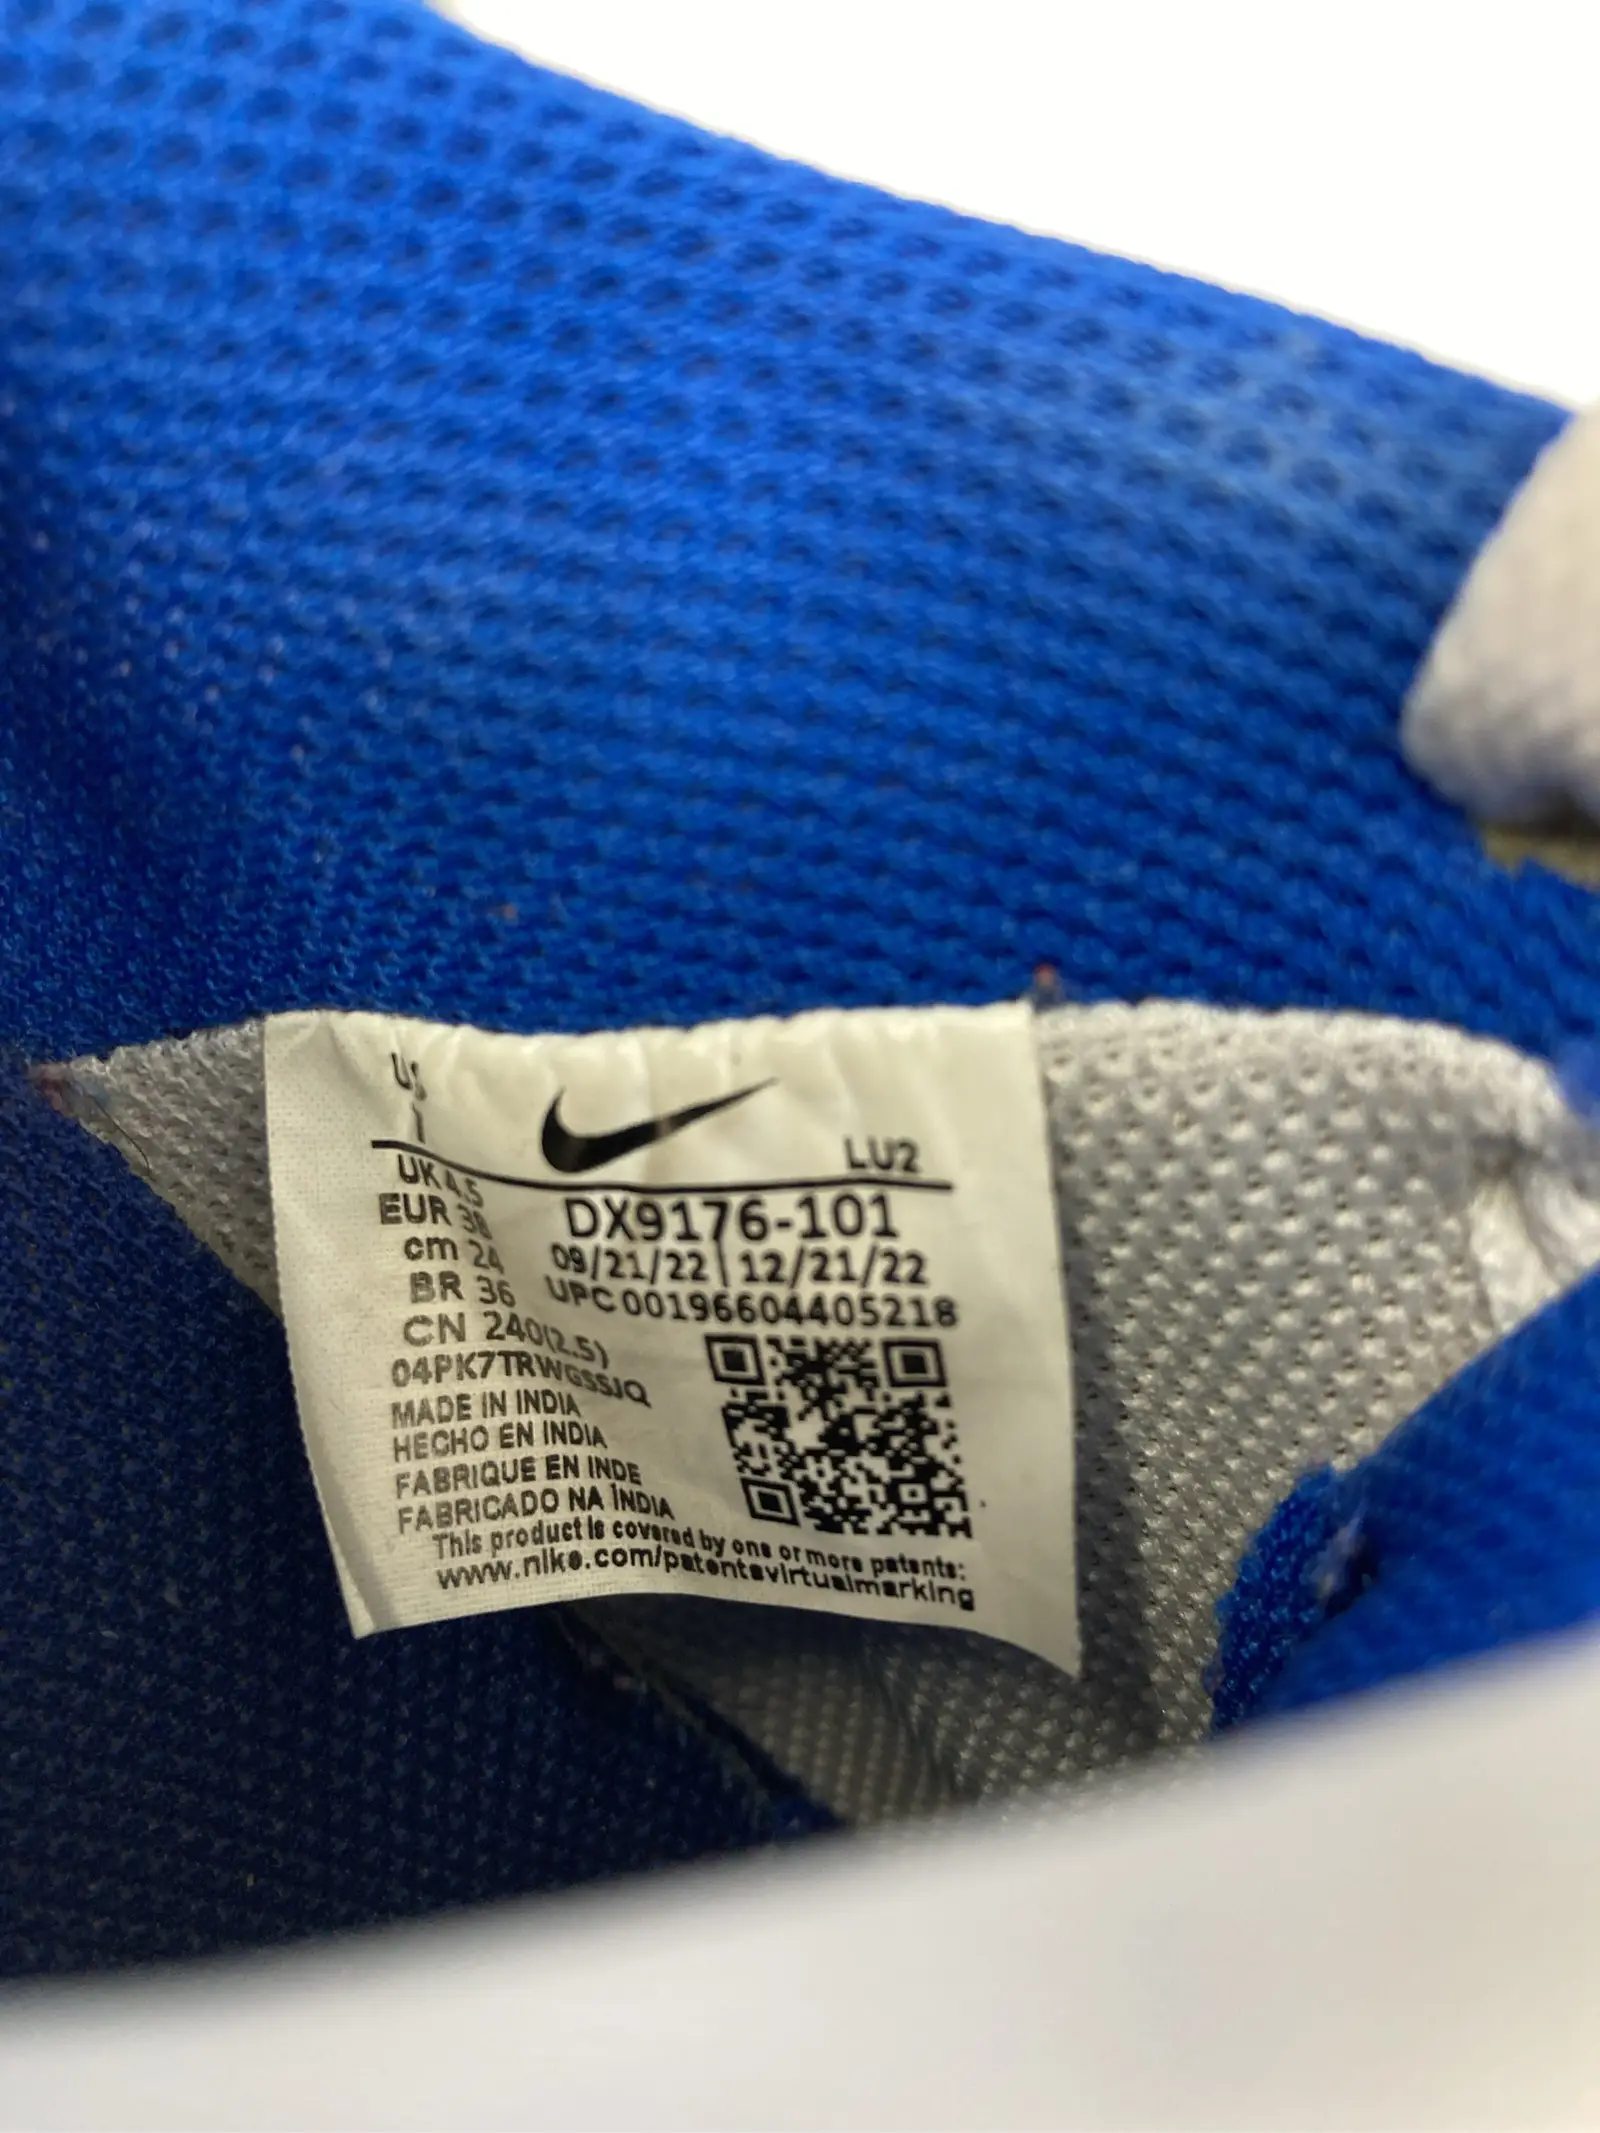 US
LU2
UK 4.5
EUR 38
cm 24
BR 36
CN 240(2.5)
04PK7TRWGSSJQ
DX9176-101
09/21/22 | 12/21/22
UPC 00196604405218
MADE IN INDIA
HECHO EN INDIA
FABRIQUE EN INDE
FABRICADO NA ÍNDIA
This product is covered by one or more patents:
www.nike.com/patentsvirtualmarking